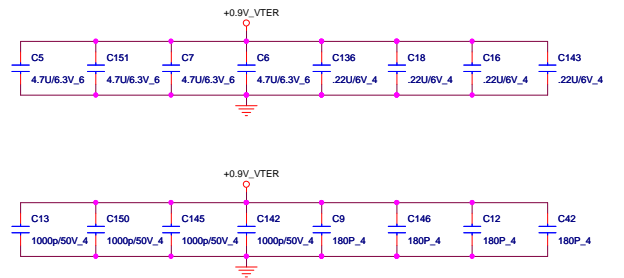 +0.9V_VTER
C5 C151 C7 C6 C136 C18 C16 C143
4.7U/6.3V_6 4.7U/6.3V_6 4.7U/6.3V_6 4.7U/6.3V_6 .22U/6V_4 .22U/6V_4 .22U/6V_4 .22U/6V_4
+0.9V_VTER
C13 C150 C145 C142 C9 C146 C12 C42
1000p/50V_4 1000p/50V_4 1000p/50V_4 1000p/50V_4 180P_4 180P_4 180P_4 180P_4